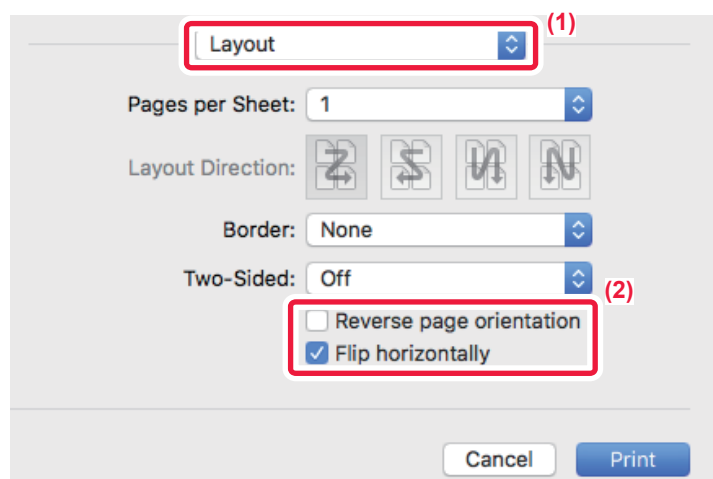 (1)
Layout
Pages per Sheet: 1
Layout Direction:
Border: None
Two-Sided: Off
(2)
Reverse page orientation
Flip horizontally
Cancel Print